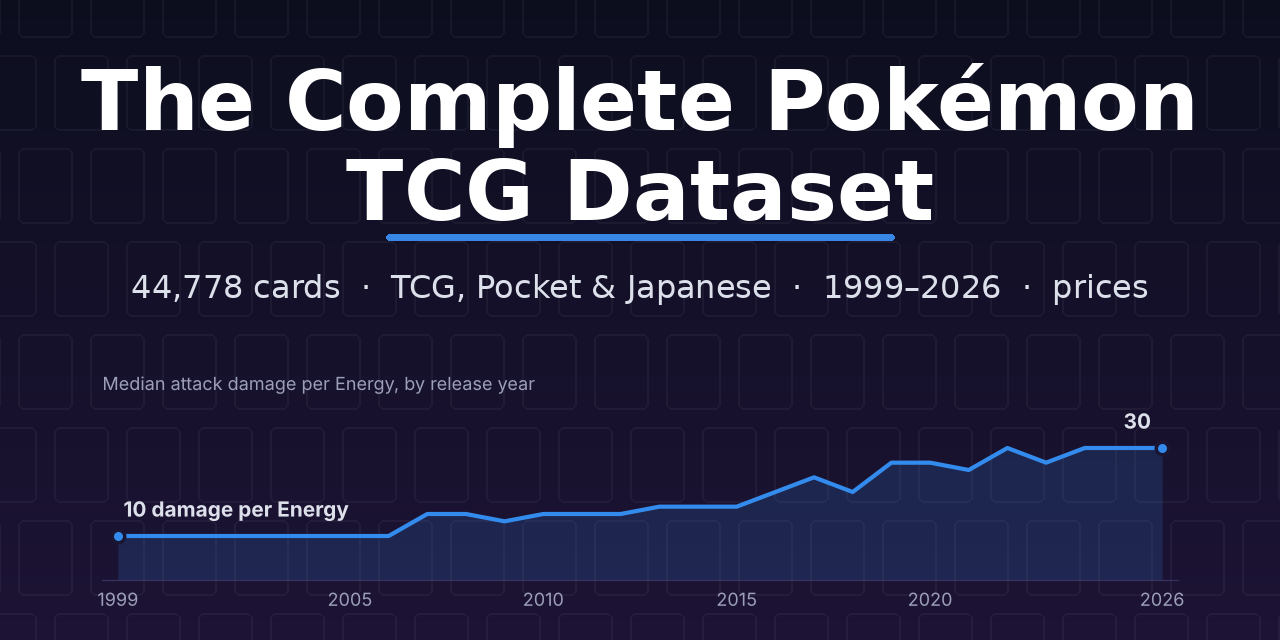 The Complete Pokémon
TCG Dataset
44,778 cards · TCG, Pocket & Japanese · 1999–2026 · prices
Median attack damage per Energy, by release year
30
10 damage per Energy
1999 2005 2010 2015 2020 2026